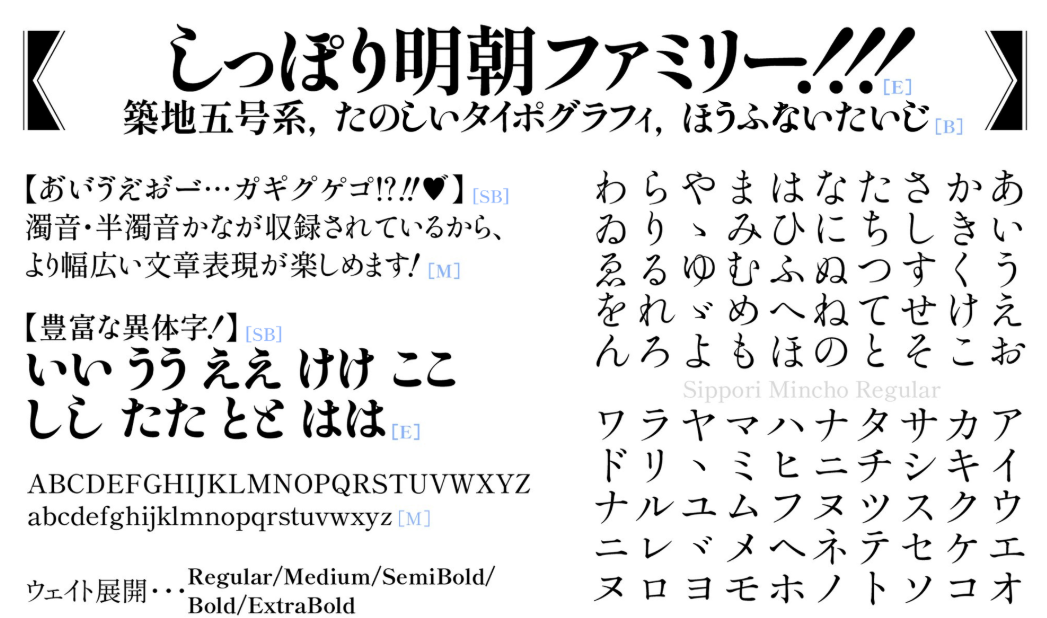 しっぽり明朝ファミリー!!![E]
築地五号系, たのしいタイポグラフィ, ほうふないたいじ[B]
【あ゙い゙ゔえ゙お゙ー…ガギグゲゴ!?!!♥】[SB]
濁音・半濁音かなが収録されているから、
より幅広い文章表現が楽しめます![M]
【豊富な異体字!】[SB]
いい うう ええ けけ ここ
しし たた とと はは[E]
ABCDEFGHIJKLMNOPQRSTUVWXYZ
abcdefghijklmnopqrstuvwxyz[M]
ウェイト展開・・・Regular/Medium/SemiBold/
Bold/ExtraBold
わらやまはなたさかあ
ゐりゝみひにちしきい
ゑるゆむふぬつすくう
をれゞめへねてせけえ
んろよもほのとそこお
Sippori Mincho Regular
ワラヤマハナタサカア
ドリヽミヒニチシキイ
ナルユムフヌツスクウ
ニレヾメヘネテセケエ
ヌロヨモホノトソコオ